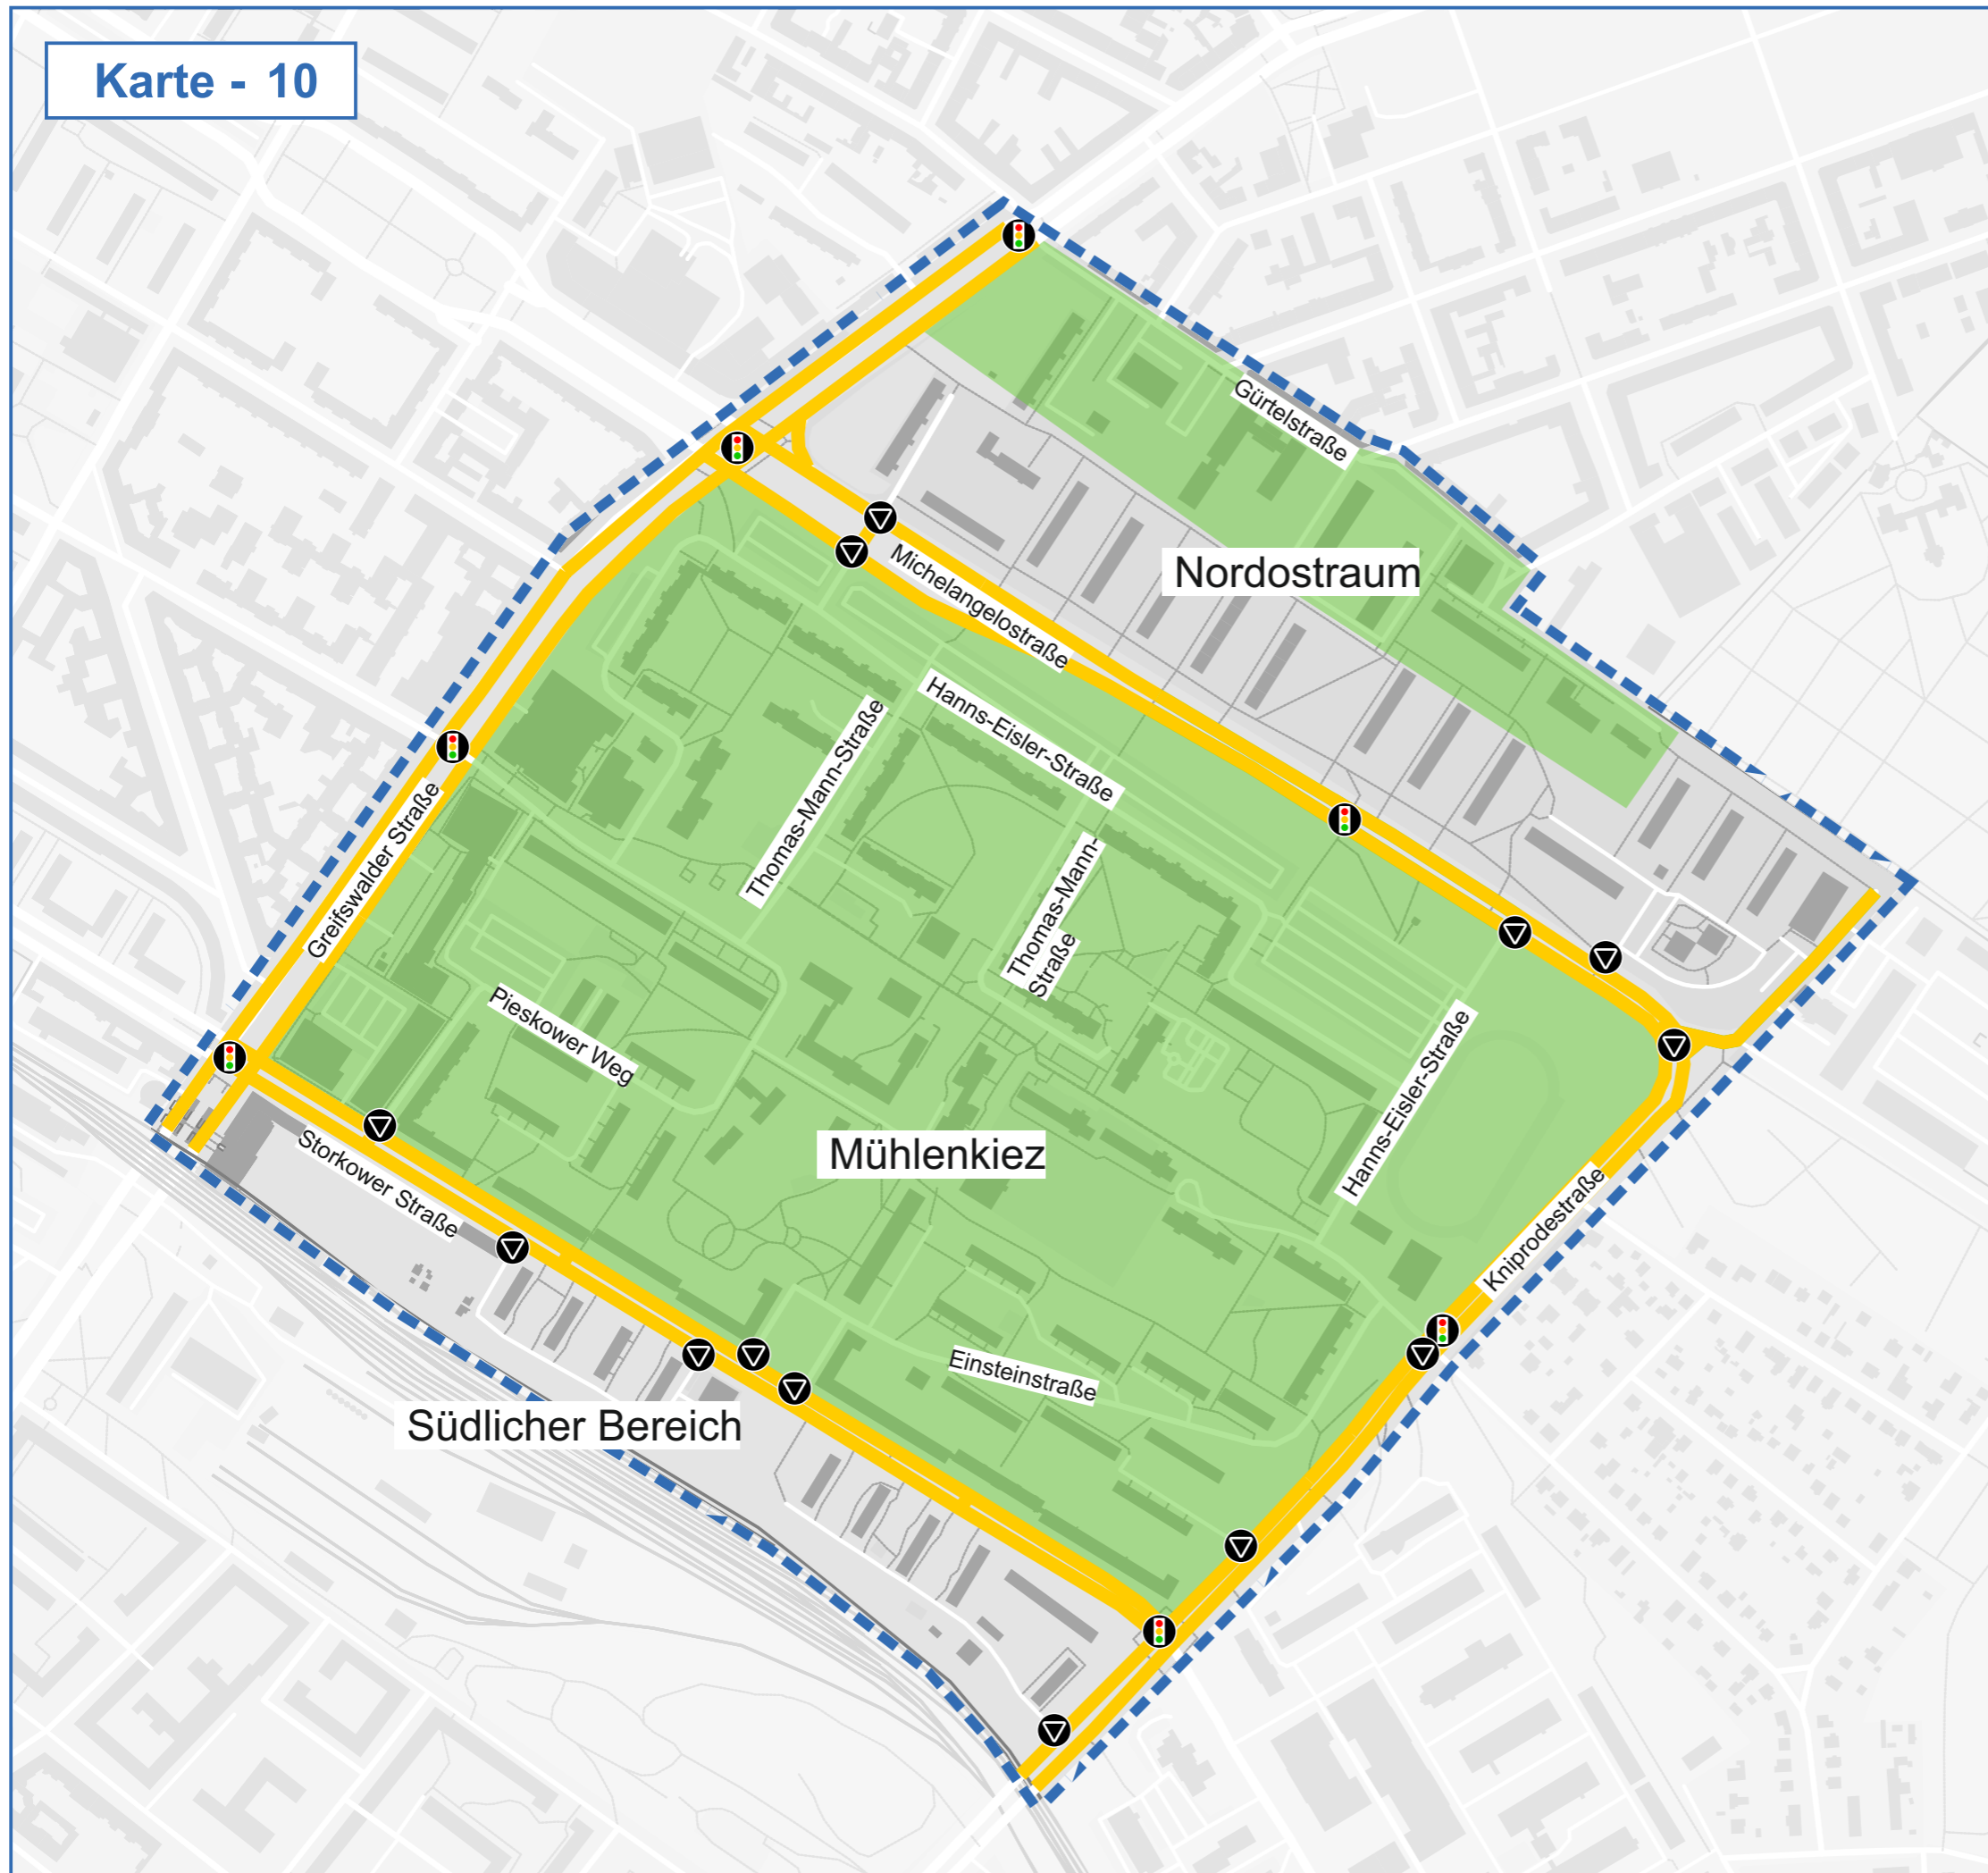 Karte - 10
Gürtelstraße
Nordostraum
Michelangelostraße
Hanns-Eisler-Straße
Thomas-Mann-Straße
Greifswalder Straße
Thomas-Mann-
Straße
Pieskower Weg
Hanns-Eisler-Straße
Mühlenkiez
Storkower Straße
Kniprodestraße
Einsteinstraße
Südlicher Bereich